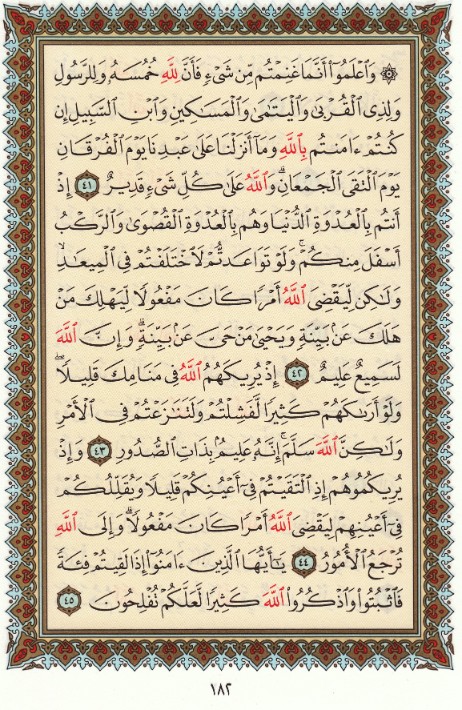 ۞ وَٱعۡلَمُوٓاْ أَنَّمَا غَنِمۡتُم مِّن شَيۡءٖ فَأَنَّ لِلَّهِ خُمُسَهُۥ وَلِلرَّسُولِ
وَلِذِي ٱلۡقُرۡبَىٰ وَٱلۡيَتَٰمَىٰ وَٱلۡمَسَٰكِينِ وَٱبۡنِ ٱلسَّبِيلِ إِن
كُنتُمۡ ءَامَنتُم بِٱللَّهِ وَمَآ أَنزَلۡنَا عَلَىٰ عَبۡدِنَا يَوۡمَ ٱلۡفُرۡقَانِ
يَوۡمَ ٱلۡتَقَى ٱلۡجَمۡعَانِۗ وَٱللَّهُ عَلَىٰ كُلِّ شَيۡءٖ قَدِيرٌ ٤١ إِذۡ
أَنتُم بِٱلۡعُدۡوَةِ ٱلدُّنۡيَا وَهُم بِٱلۡعُدۡوَةِ ٱلۡقُصۡوَىٰ وَٱلرَّكۡبُ
أَسۡفَلَ مِنكُمۡۚ وَلَوۡ تَوَاعَدتُّمۡ لَٱخۡتَلَفۡتُمۡ فِي ٱلۡمِيعَٰدِ وَ
لَٰكِن لِّيَقۡضِيَ ٱللَّهُ أَمۡرٗا كَانَ مَفۡعُولٗا لِّيَهۡلِكَ مَنۡ
هَلَكَ عَنۢ بَيِّنَةٖ وَيَحۡيَىٰ مَنۡ حَيَّ عَنۢ بَيِّنَةٖۗ وَإِنَّ ٱللَّهَ
لَسَمِيعٌ عَلِيمٌ ٤٢ إِذۡ يُرِيكَهُمُ ٱللَّهُ فِي مَنَامِكَ قَلِيلٗاۖ
وَلَوۡ أَرَىٰكَهُمۡ كَثِيرٗا لَّفَشِلۡتُمۡ وَلَتَنَٰزَعۡتُمۡ فِي ٱلۡأَمۡرِ
وَلَٰكِنَّ ٱللَّهَ سَلَّمَۚ إِنَّهُۥ عَلِيمُۢ بِذَاتِ ٱلصُّدُورِ ٤٣ وَإِذۡ
يُرِيكُمُوهُمۡ إِذِ ٱلۡتَقَيۡتُمۡ فِيٓ أَعۡيُنِكُمۡ قَلِيلٗا وَيُقَلِّلُكُمۡ
فِيٓ أَعۡيُنِهِمۡ لِيَقۡضِيَ ٱللَّهُ أَمۡرٗا كَانَ مَفۡعُولٗاۗ وَإِلَى ٱللَّهِ
تُرۡجَعُ ٱلۡأُمُورُ ٤٤ يَٰٓأَيُّهَا ٱلَّذِينَ ءَامَنُوٓاْ إِذَا لَقِيتُمۡ فِئَةٗ
فَٱثۡبُتُواْ وَٱذۡكُرُواْ ٱللَّهَ كَثِيرٗا لَّعَلَّكُمۡ تُفۡلِحُونَ ٤٥
١٨٢